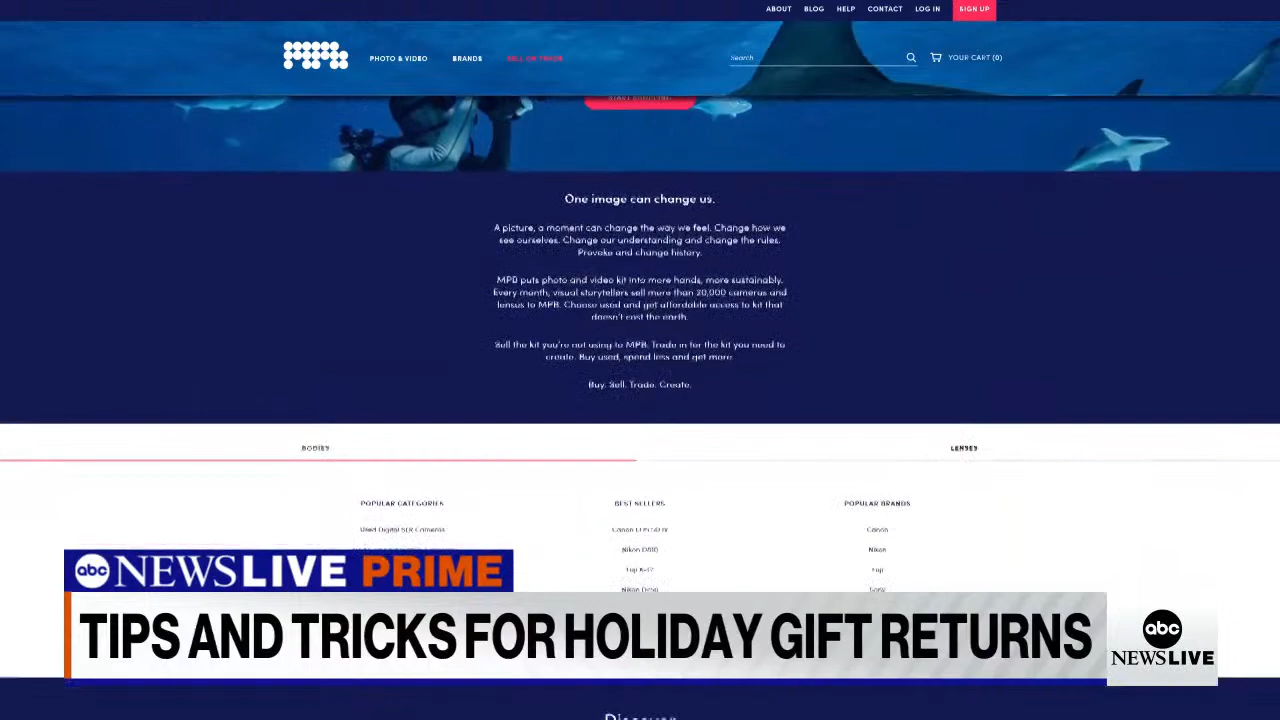 ABOUT BLOG HELP CONTACT LOG IN SIGN UP
mpb
PHOTO & VIDEO BRANDS SELL OR TRADE
Search
YOUR CART (0)
One image can change us.
A picture, a moment can change the way we feel. Change how we
see ourselves. Change our understanding and change the rules.
Provoke and change history.
MPB puts photo and video kit into more hands, more sustainably.
Every month, visual storytellers sell more than 20,000 cameras and
lenses to MPB. Choose used and get affordable access to kit that
doesn't cost the earth.
Sell the kit you're not using to MPB. Trade in for the kit you need to
create. Buy used, spend less and get more.
Buy. Sell. Trade. Create.
BODIES LENSES
POPULAR CATEGORIES BEST SELLERS POPULAR BRANDS
Used Digital SLR Cameras Canon Canon
Nikon Nikon
Fuji Fuji
Nikon Sony
abc NEWS LIVE PRIME
TIPS AND TRICKS FOR HOLIDAY GIFT RETURNS
abc
NEWS LIVE
Discover